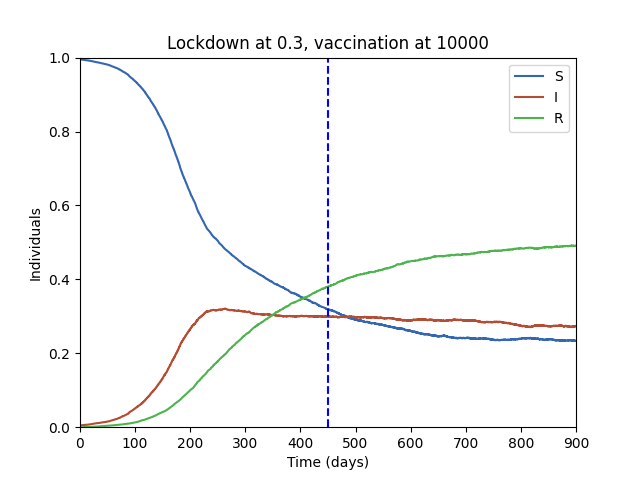 Lockdown at 0.3, vaccination at 10000
1.0
0.8
0.6
0.4
0.2
0.0
Individuals
S
I
R
0 100 200 300 400 500 600 700 800 900
Time (days)